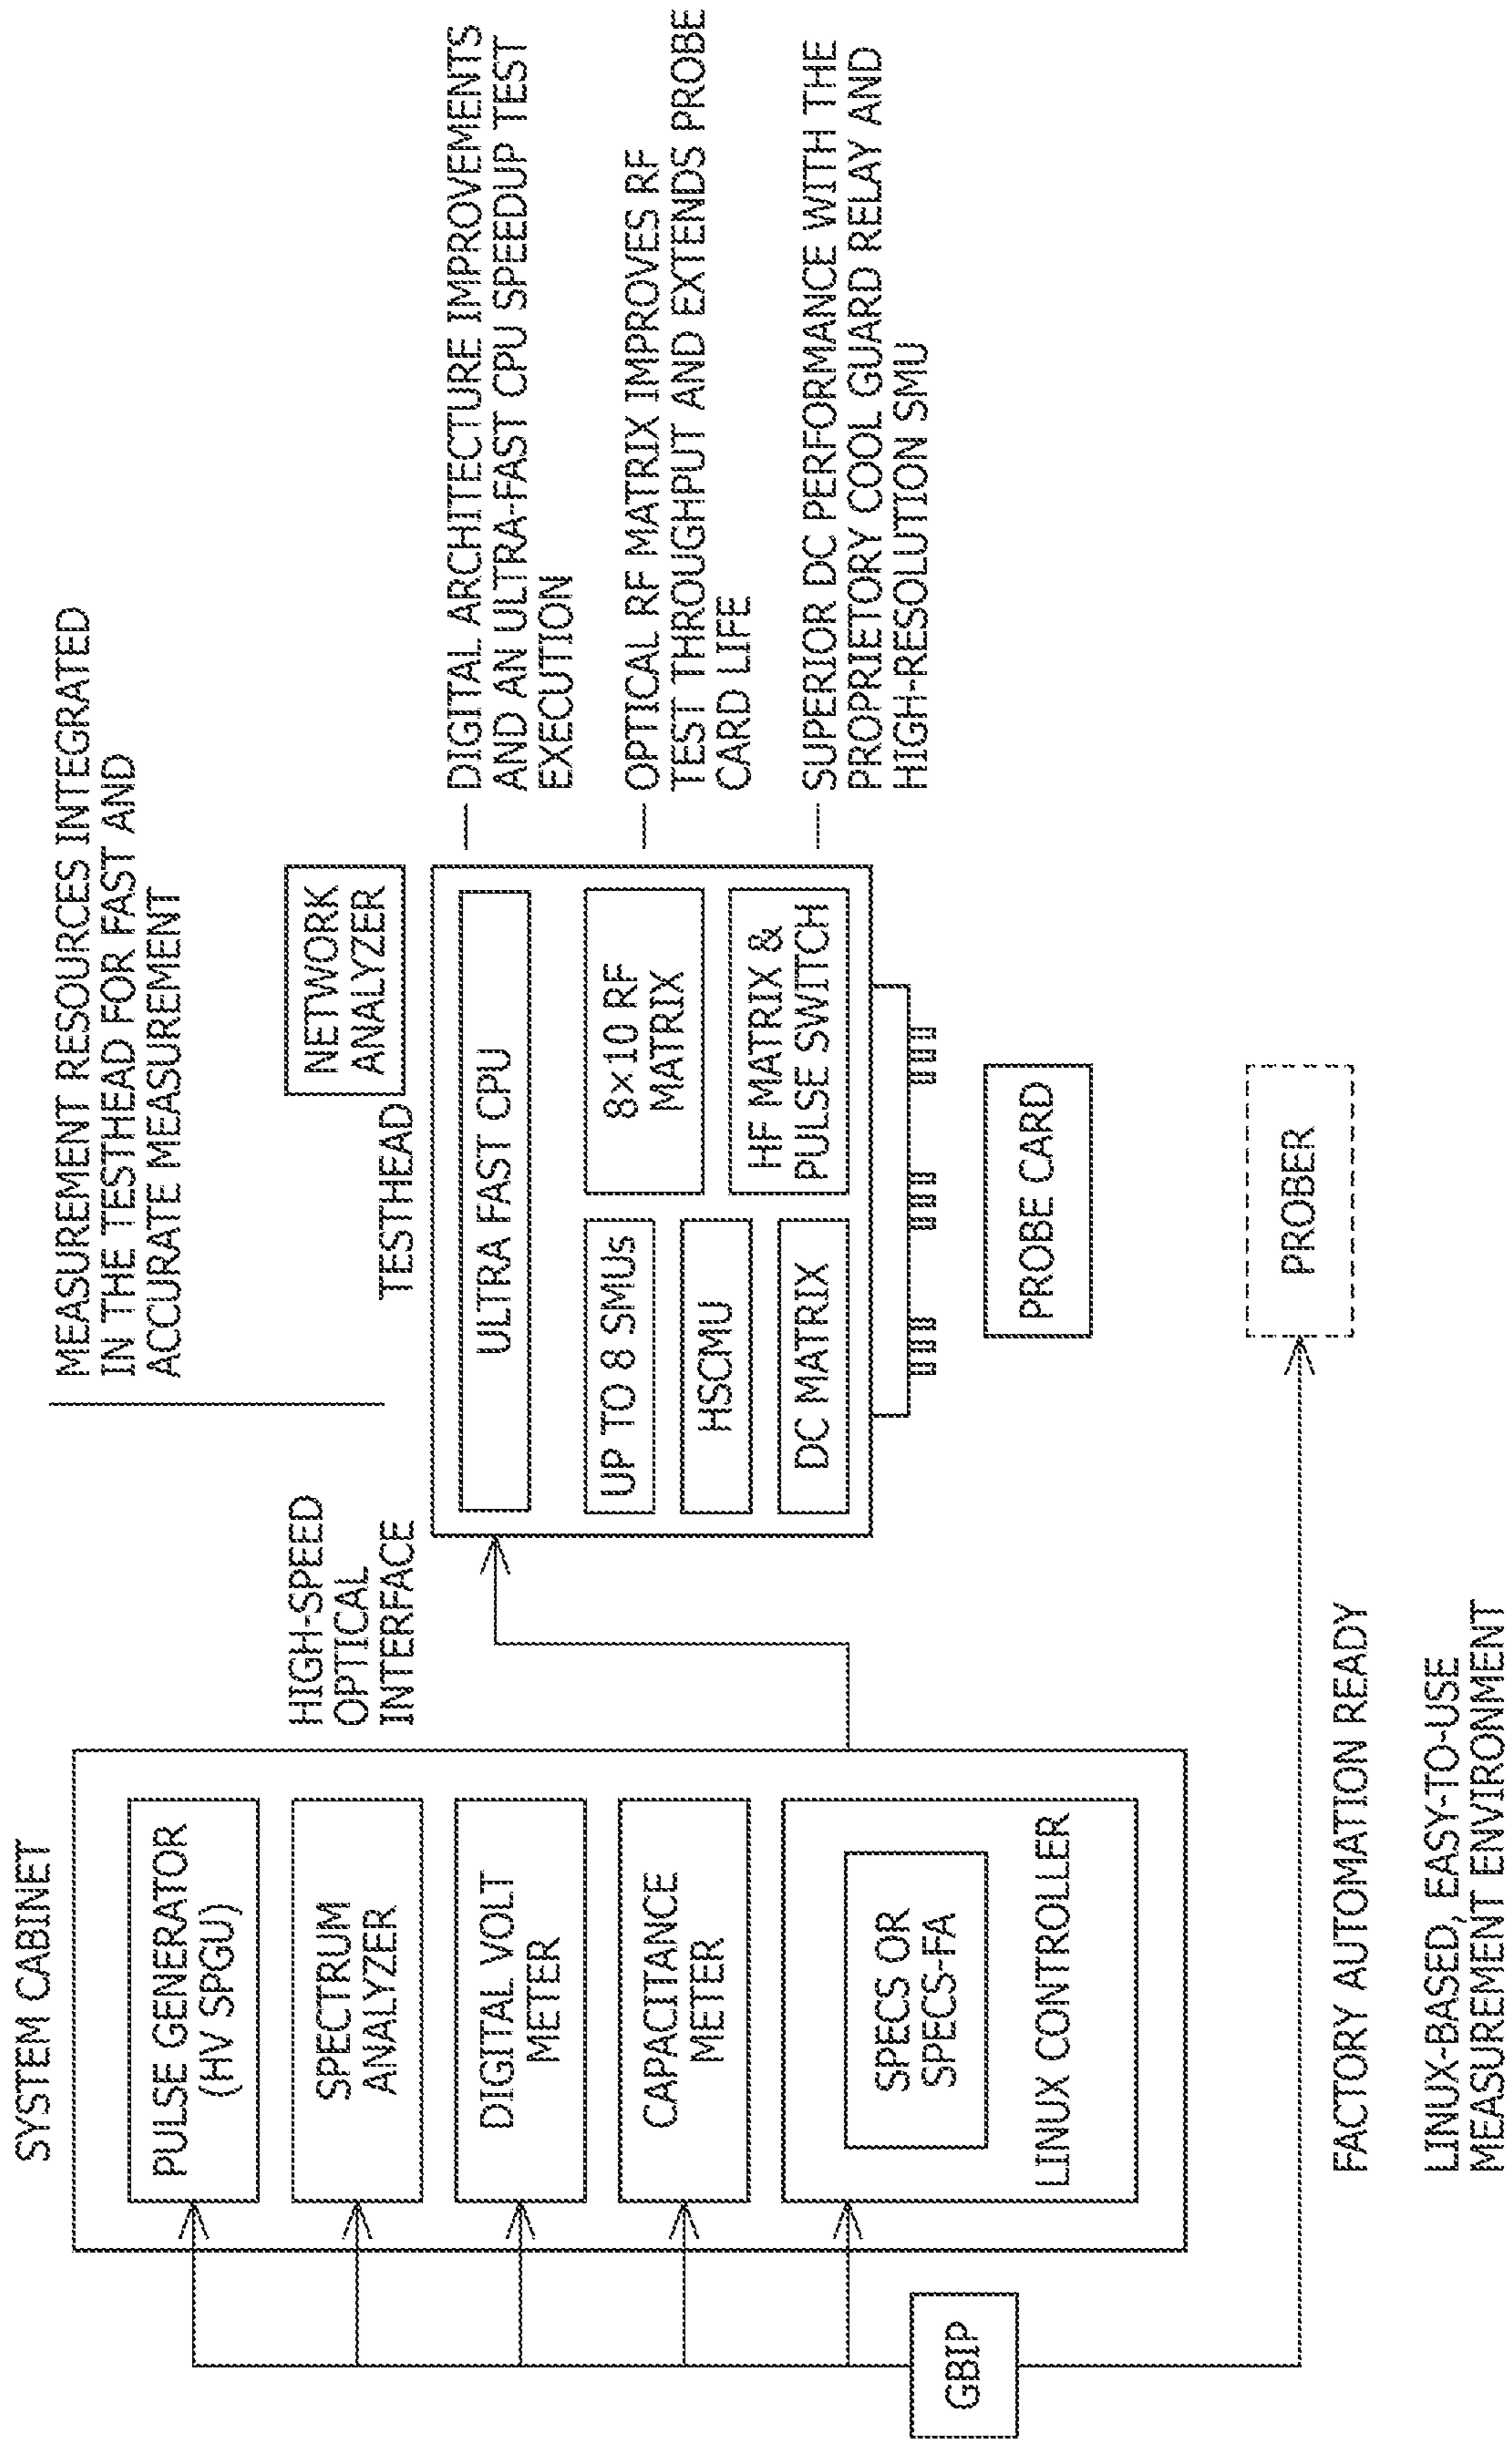 SYSTEM CABINET
PULSE GENERATOR
(HV SPGU)
SPECTRUM
ANALYZER
DIGITAL VOLT
METER
CAPACITANCE
METER
SPECS OR
SPECS-FA
LINUX CONTROLLER
GBIP
HIGH-SPEED
OPTICAL
INTERFACE
MEASUREMENT RESOURCES INTEGRATED
IN THE TESTHEAD FOR FAST AND
ACCURATE MEASUREMENT
NETWORK
ANALYZER
TESTHEAD
ULTRA FAST CPU
UP TO 8 SMUs
HSCMU
DC MATRIX
8×10 RF
MATRIX
HF MATRIX &
PULSE SWITCH
PROBE CARD
PROBER
DIGITAL ARCHITECTURE IMPROVEMENTS
AND AN ULTRA-FAST CPU SPEEDUP TEST
EXECUTION
OPTICAL RF MATRIX IMPROVES RF
TEST THROUGHPUT AND EXTENDS PROBE
CARD LIFE
SUPERIOR DC PERFORMANCE WITH THE
PROPRIETORY COOL GUARD RELAY AND
HIGH-RESOLUTION SMU
FACTORY AUTOMATION READY
LINUX-BASED, EASY-TO-USE
MEASUREMENT ENVIRONMENT